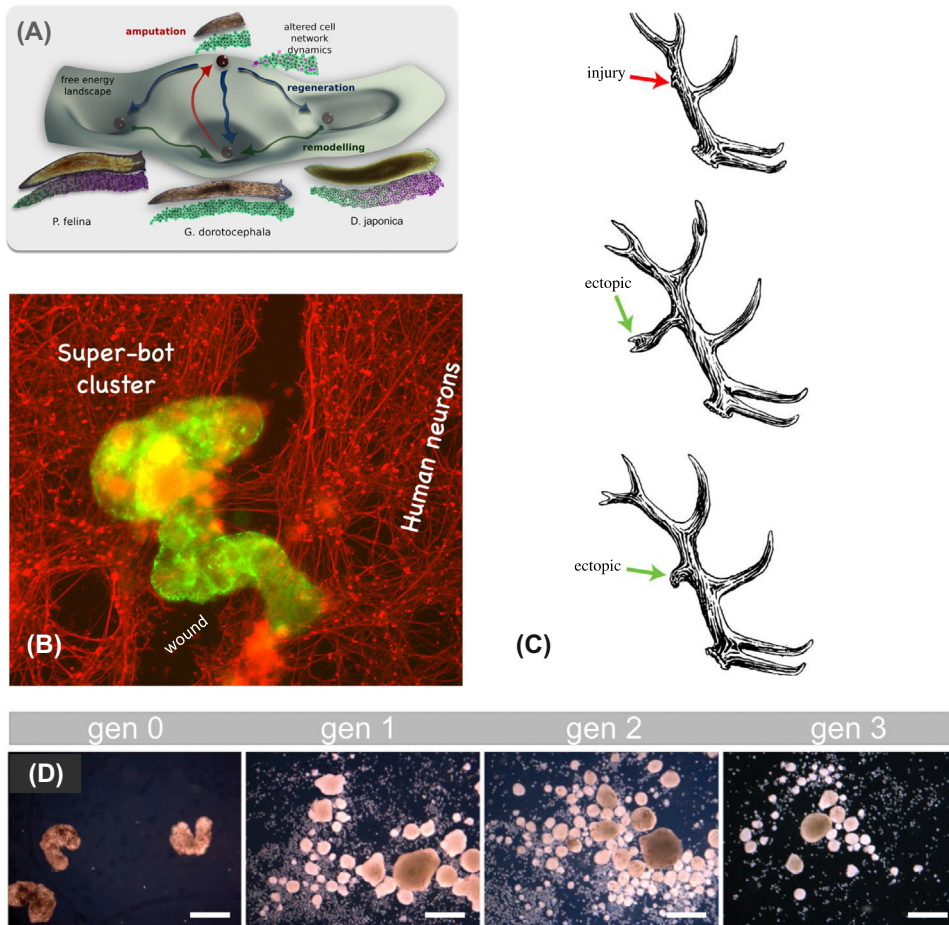 (A)
amputation
altered cell
network
dynamics
free energy
landscape
regeneration
remodelling
P. felina
G. dorotocephala
D. japonica
Super-bot
cluster
Human neurons
wound
(B)
injury
ectopic
ectopic
(C)
gen 0
gen 1
gen 2
gen 3
(D)